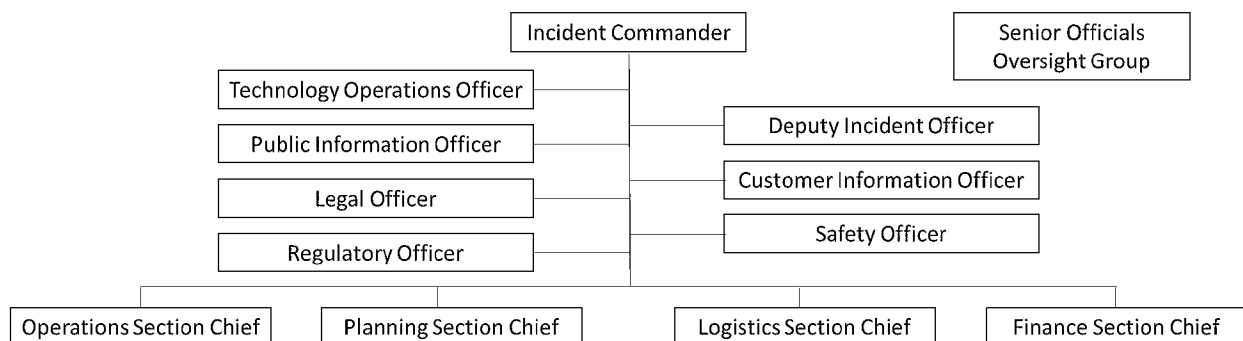 Incident Commander
Senior Officials
Oversight Group
Technology Operations Officer
Deputy Incident Officer
Public Information Officer
Customer Information Officer
Legal Officer
Safety Officer
Regulatory Officer
Operations Section Chief
Planning Section Chief
Logistics Section Chief
Finance Section Chief